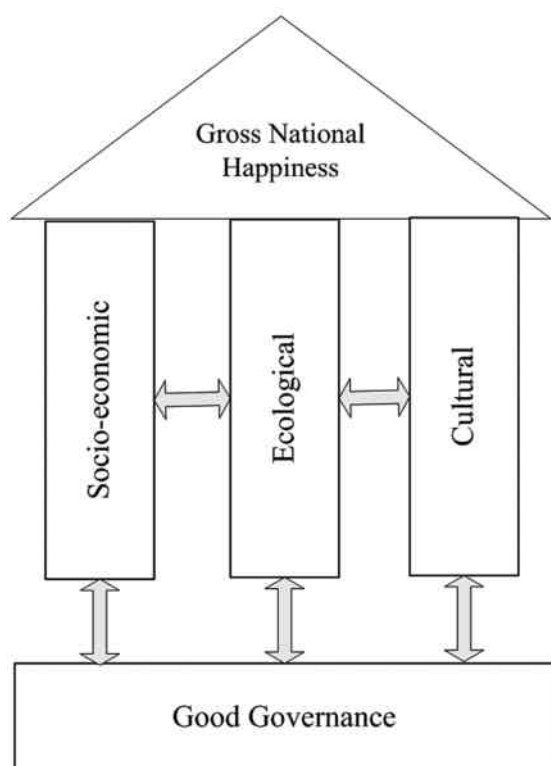 Gross National
Happiness
Socio-economic
Ecological
Cultural
Good Governance